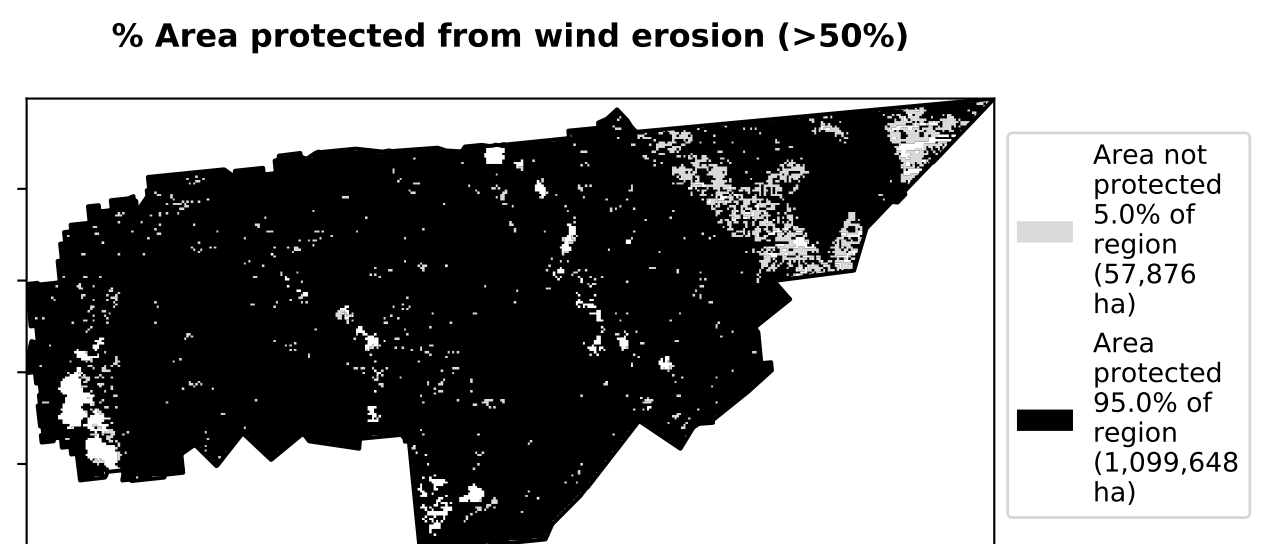 % Area protected from wind erosion (>50%)
Area not
protected
5.0% of
region
(57,876
ha)
Area
protected
95.0% of
region
(1,099,648
ha)